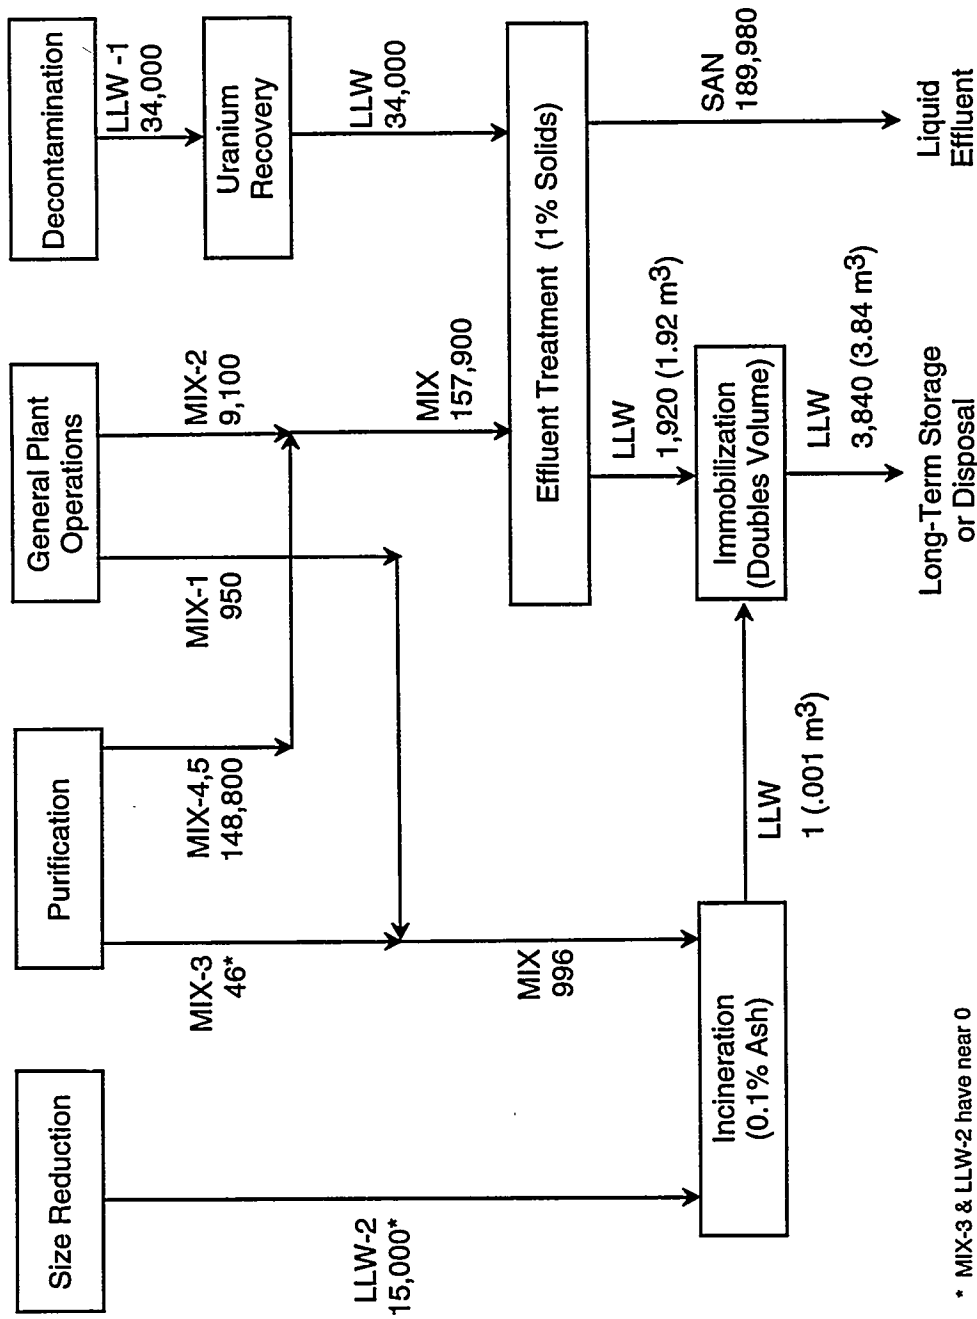 Size Reduction
Purification
General Plant
Operations
Decontamination
LLW-2
15,000*
MIX-3
46*
MIX-4,5
148,800
MIX-1
950
MIX-2
9,100
LLW -1
34,000
Uranium
Recovery
MIX
996
MIX
157,900
LLW
34,000
Effluent Treatment (1% Solids)
Incineration
(0.1% Ash)
LLW
1 (.001 m3)
LLW
1,920 (1.92 m3)
SAN
189,980
Immobilization
(Doubles Volume)
LLW
3,840 (3.84 m3)
Long-Term Storage
or Disposal
Liquid
Effluent
* MIX-3 & LLW-2 have near 0